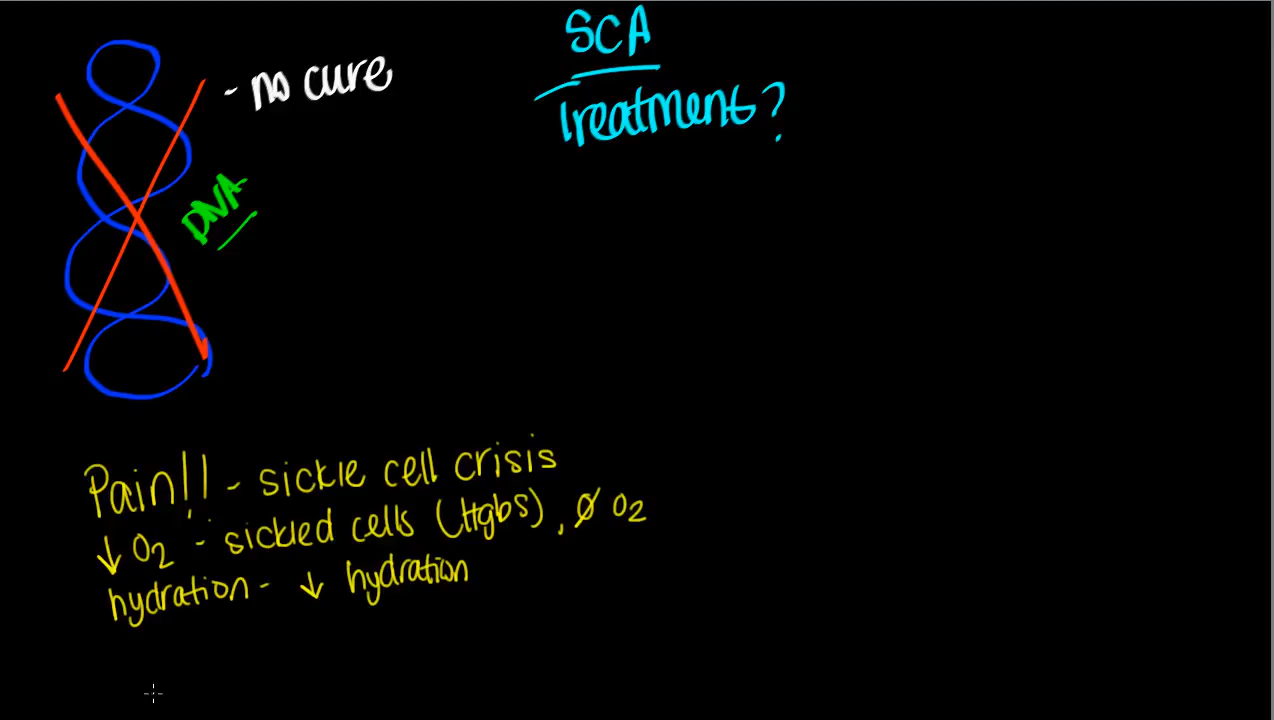 SCA
Treatment?
- no cure
DNA
Pain!! - sickle cell crisis
↓ O2 - sickled cells (Hgbs), Ø O2
hydration - ↓ hydration